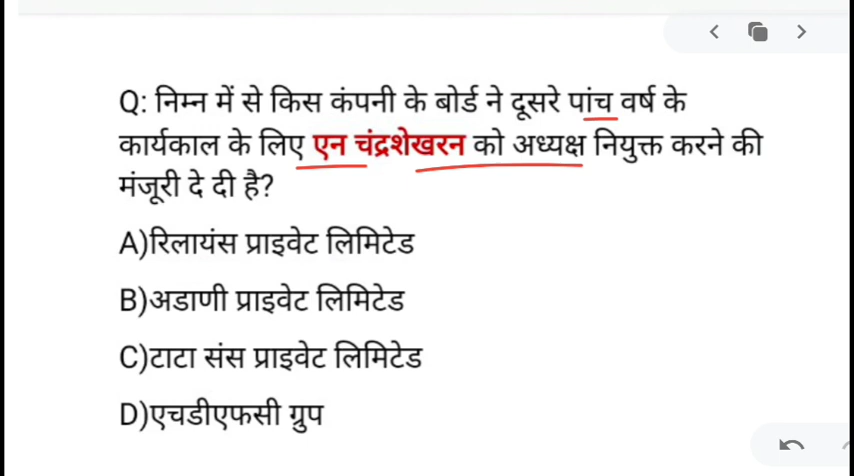 Q: निम्न में से किस कंपनी के बोर्ड ने दूसरे पांच वर्ष के
कार्यकाल के लिए एन चंद्रशेखरन को अध्यक्ष नियुक्त करने की
मंजूरी दे दी है?
A)रिलायंस प्राइवेट लिमिटेड
B)अडाणी प्राइवेट लिमिटेड
C)टाटा संस प्राइवेट लिमिटेड
D)एचडीएफसी ग्रुप